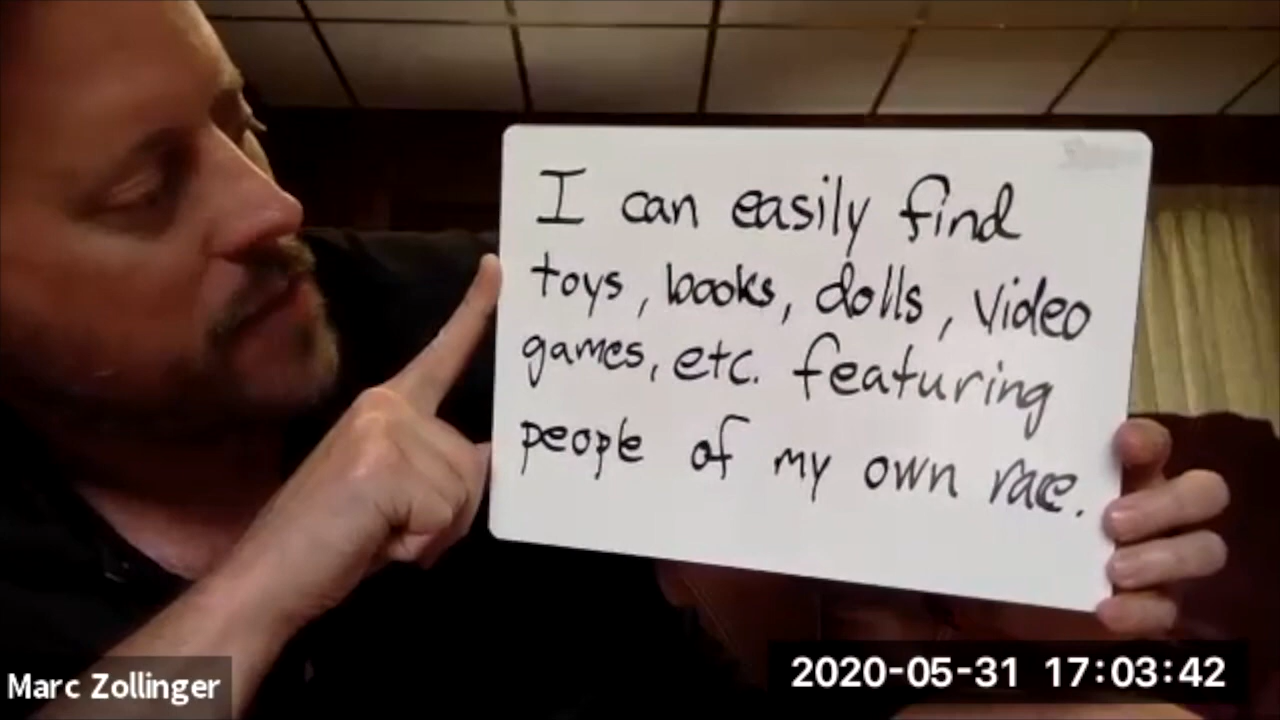 I can easily find
toys, books, dolls, video
games, etc. featuring
people of my own race.
Marc Zollinger
2020-05-31 17:03:42